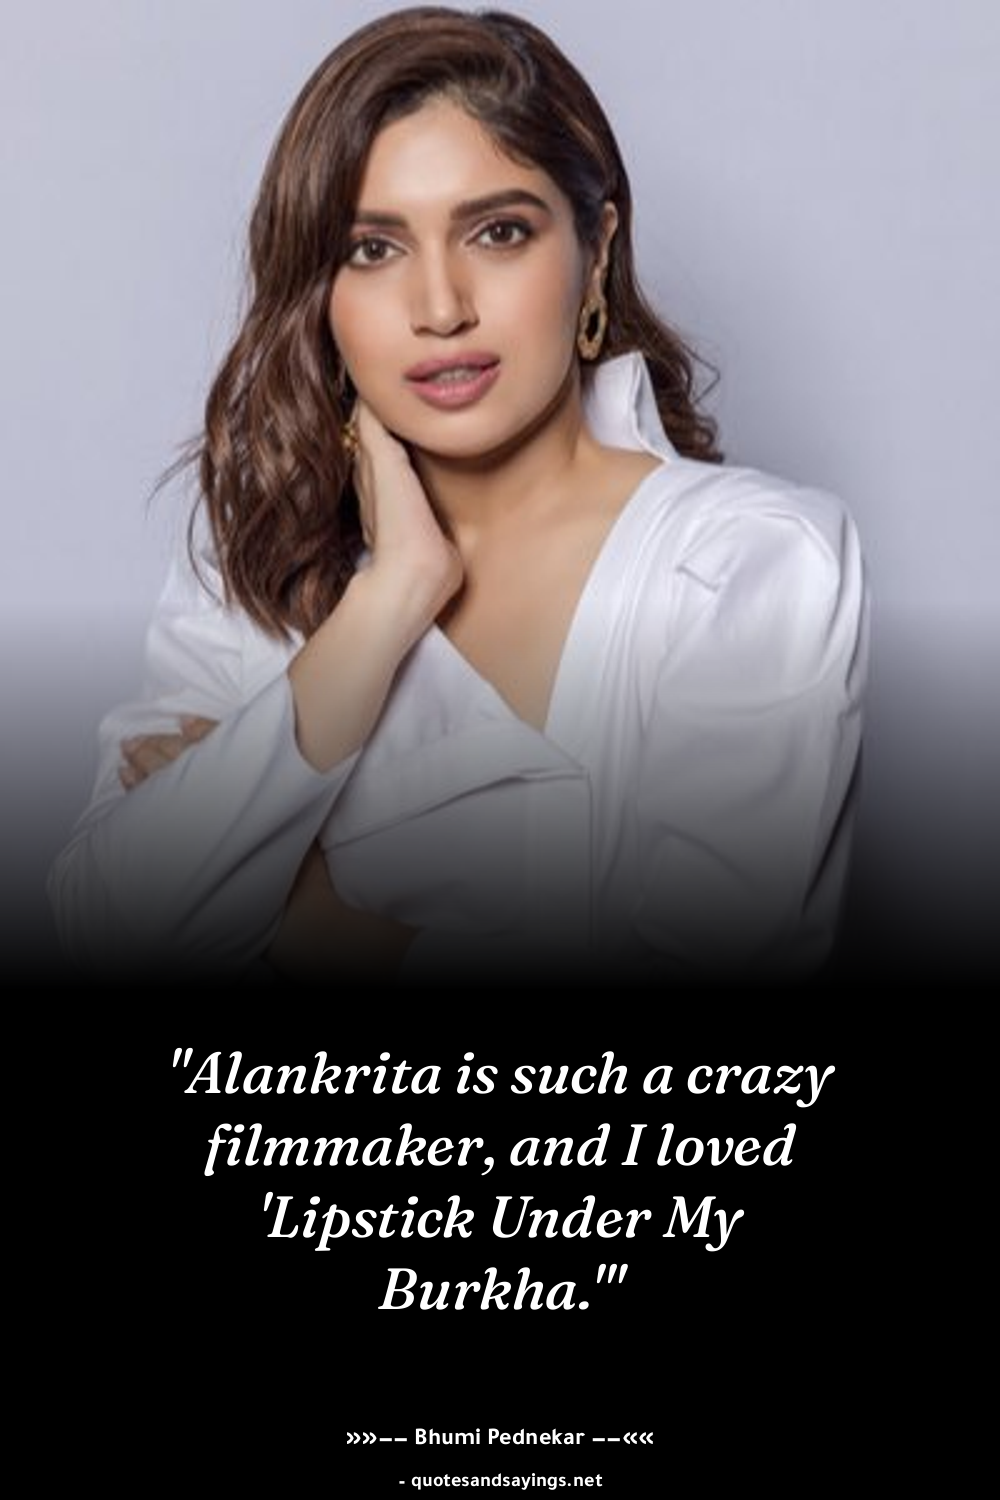 "Alankrita is such a crazy
filmmaker, and I loved
'Lipstick Under My
Burkha.'"
»»–– Bhumi Pednekar ––««
- quotesandsayings.net